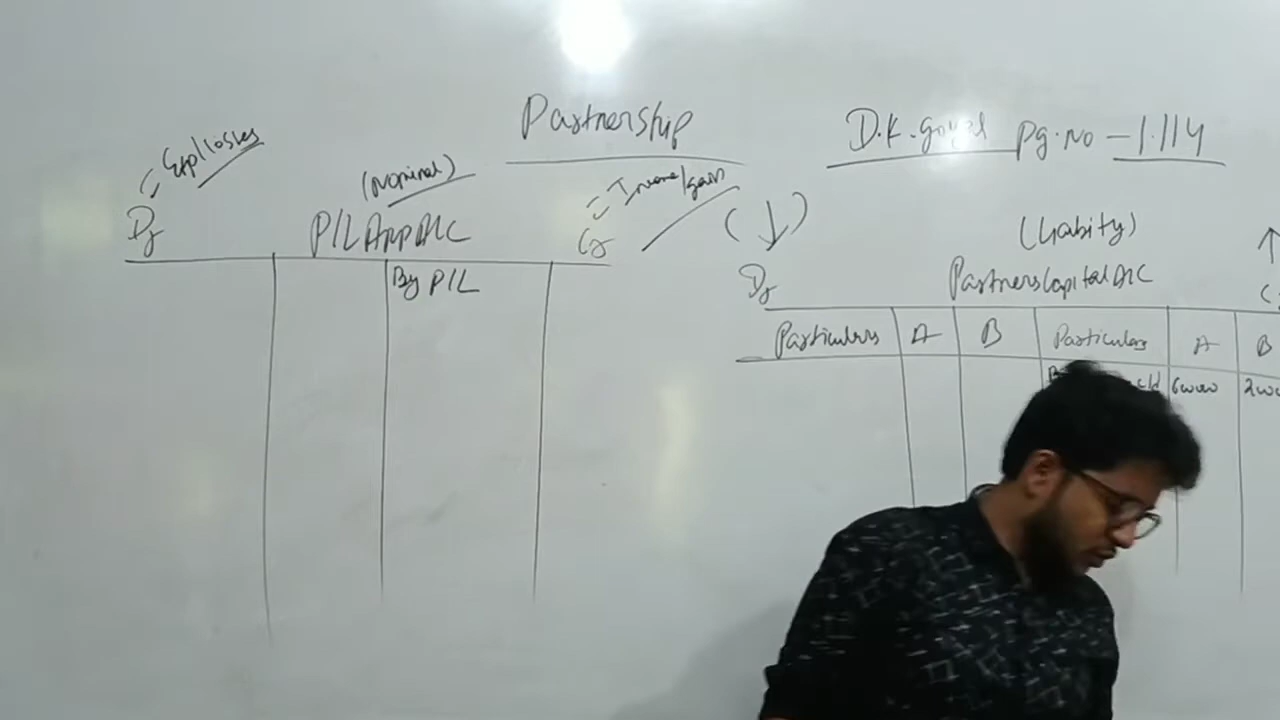 Partnership
D.K. goyal Pg. No - 1.114
Exp/losses
(Nominal)
Income/gain
Dr P/L App A/C Cr
By P/L
(↓) (Liability) ↑
Dr Partners Capital A/C
Particulars A B Particulars A B